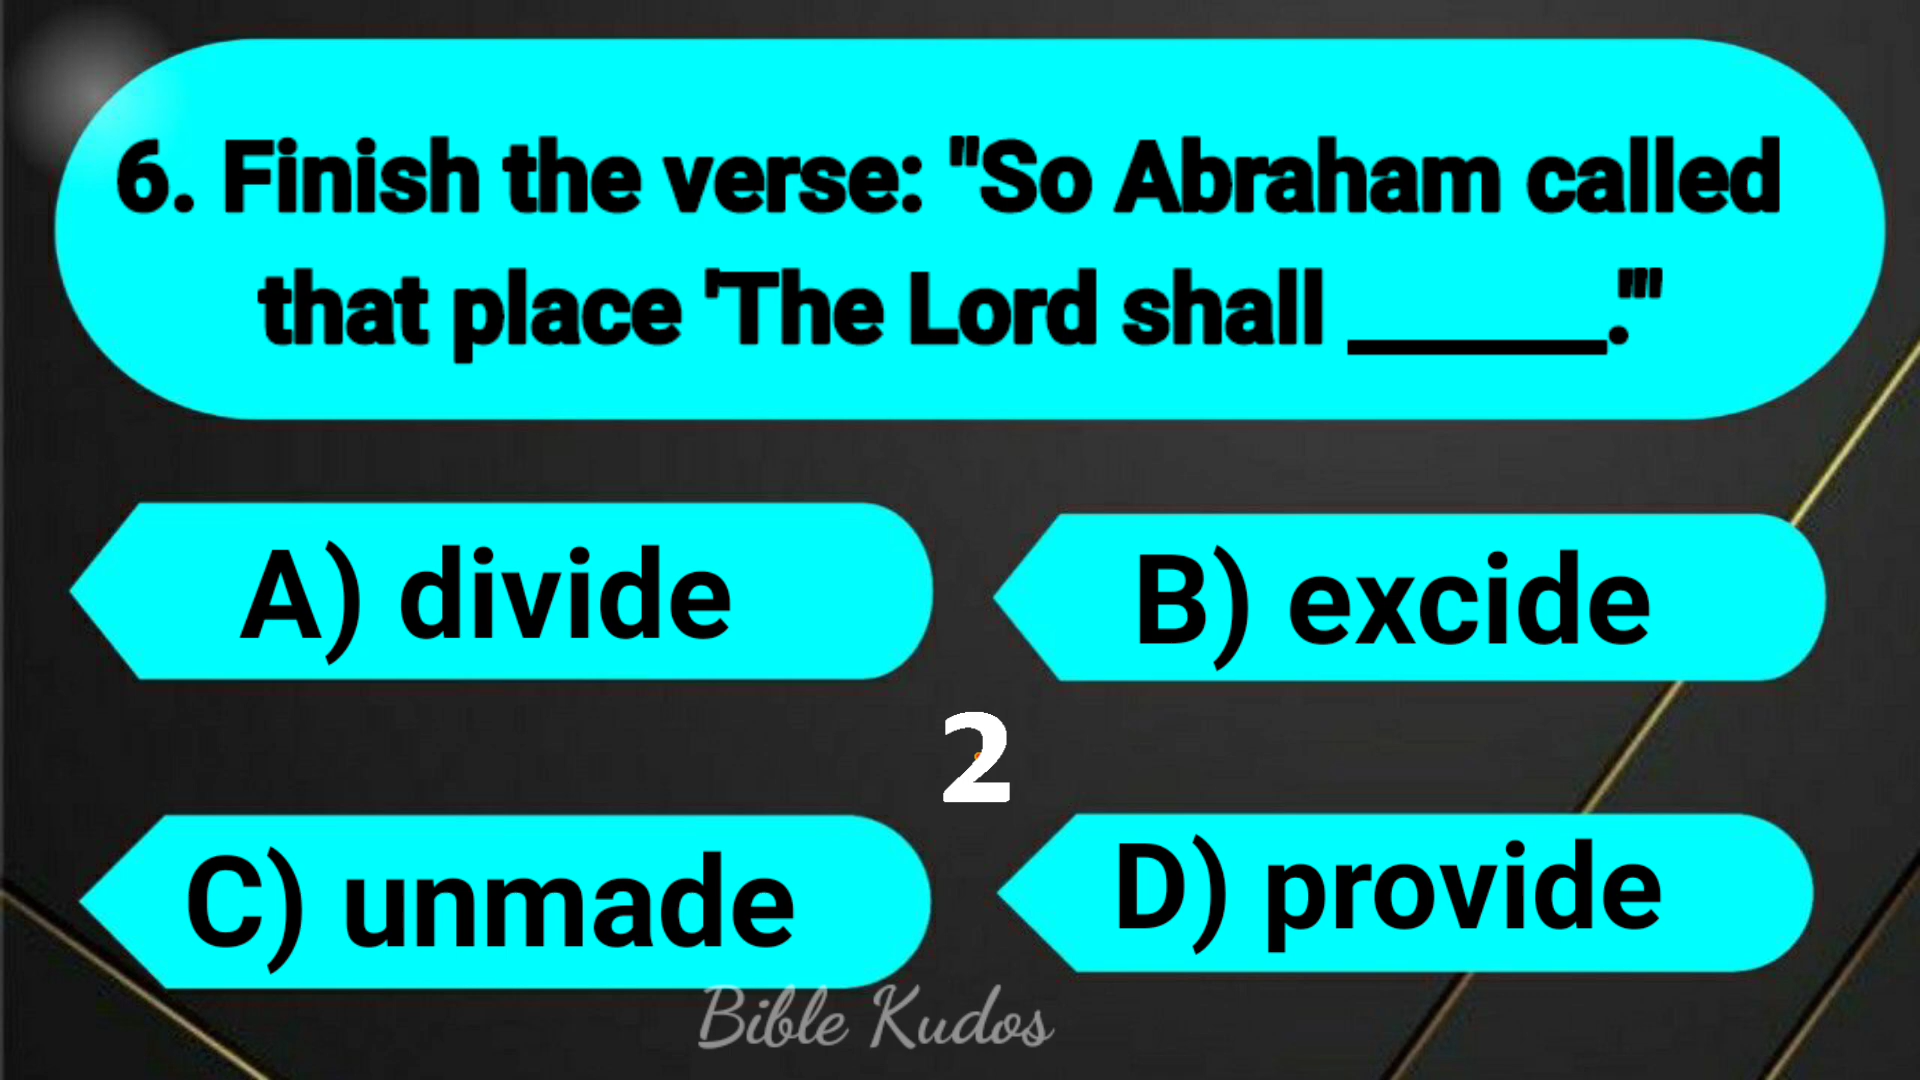 6. Finish the verse: "So Abraham called
that place 'The Lord shall ______.'"
A) divide
B) excide
2
C) unmade
D) provide
Bible Kudos